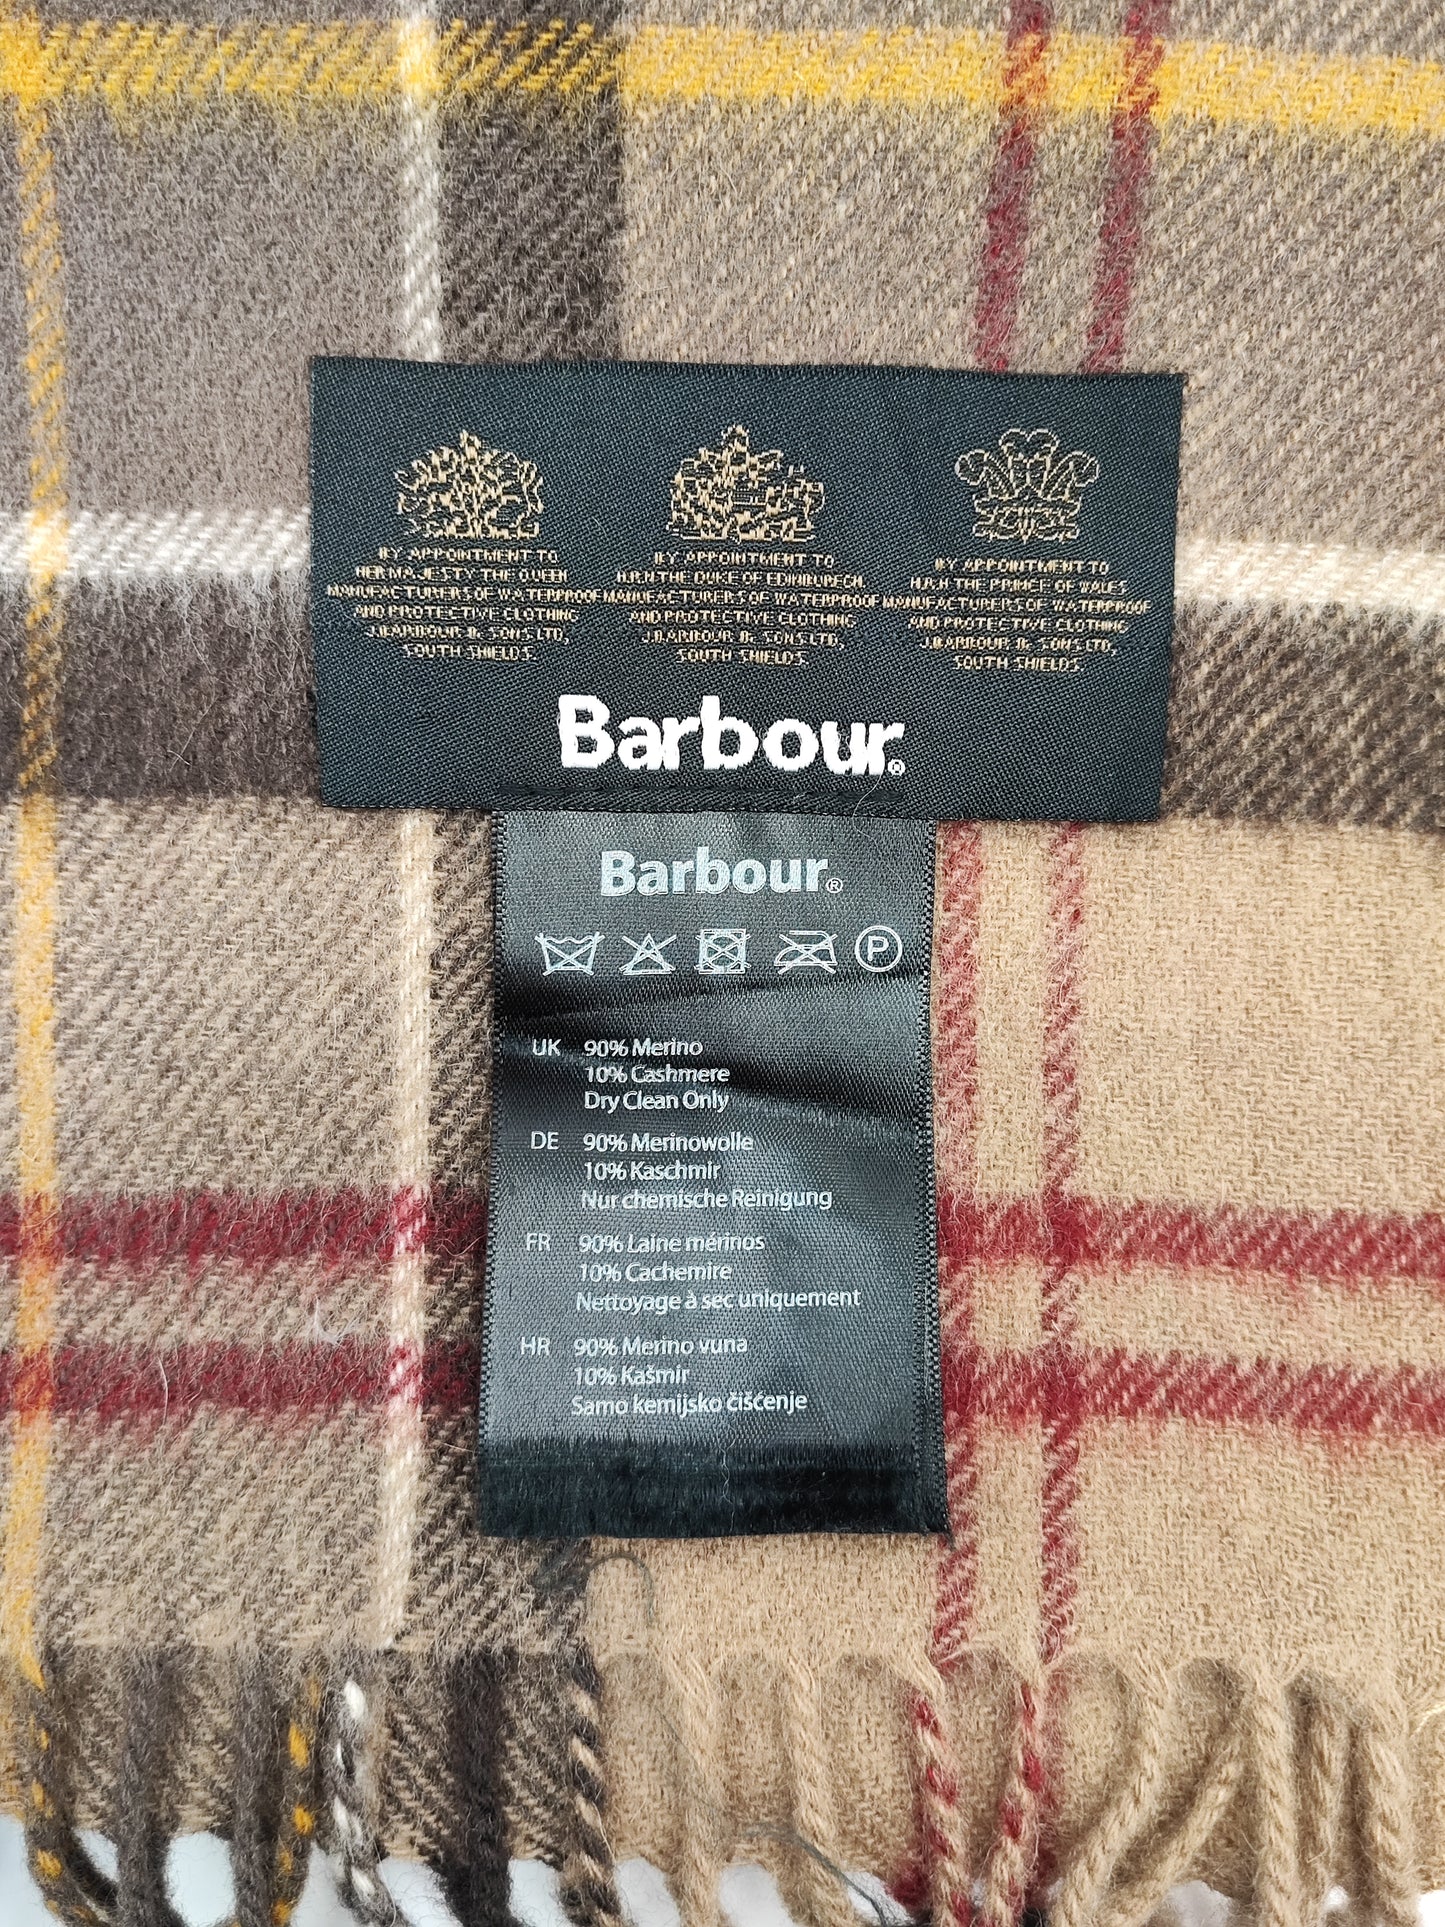 BY APPOINTMENT TO
HER MAJESTY THE QUEEN
MANUFACTURERS OF WATERPROOF
AND PROTECTIVE CLOTHING
J.BARBOUR & SONS LTD,
SOUTH SHIELDS.
BY APPOINTMENT TO
H.R.H THE DUKE OF EDINBURGH
MANUFACTURERS OF WATERPROOF
AND PROTECTIVE CLOTHING
J.BARBOUR & SONS LTD,
SOUTH SHIELDS.
BY APPOINTMENT TO
H.R.H THE PRINCE OF WALES
MANUFACTURERS OF WATERPROOF
AND PROTECTIVE CLOTHING
J.BARBOUR & SONS LTD,
SOUTH SHIELDS.
Barbour®
Barbour®
P
UK 90% Merino
10% Cashmere
Dry Clean Only
DE 90% Merinowolle
10% Kaschmir
Nur chemische Reinigung
FR 90% Laine mérinos
10% Cachemire
Nettoyage à sec uniquement
HR 90% Merino vuna
10% Kašmir
Samo kemijsko čišćenje